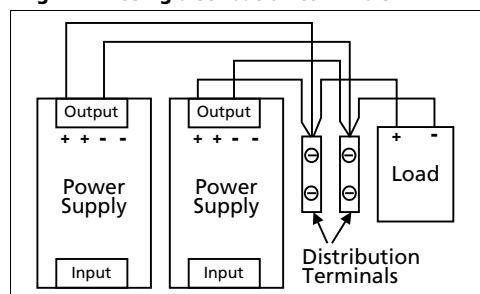 Output
+ + - -
Power
Supply
Input
Output
+ + - -
Power
Supply
Input
+ -
Load
Distribution
Terminals